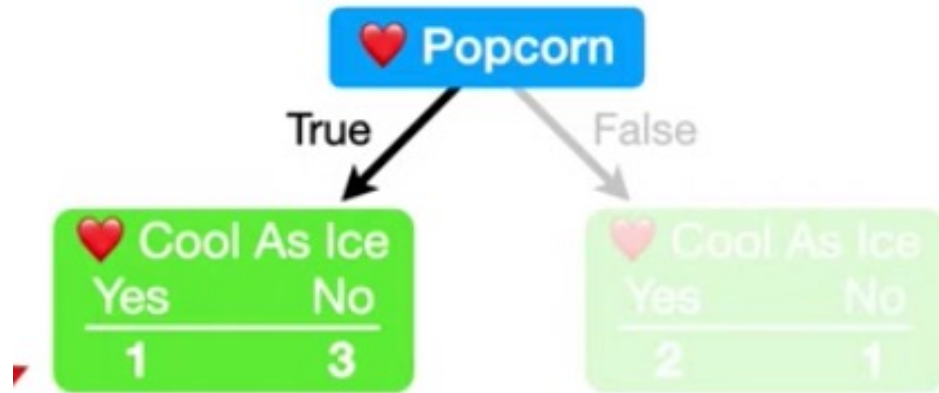 ❤️ Popcorn
True False
❤️ Cool As Ice
Yes No
1 3
❤️ Cool As Ice
Yes No
2 1